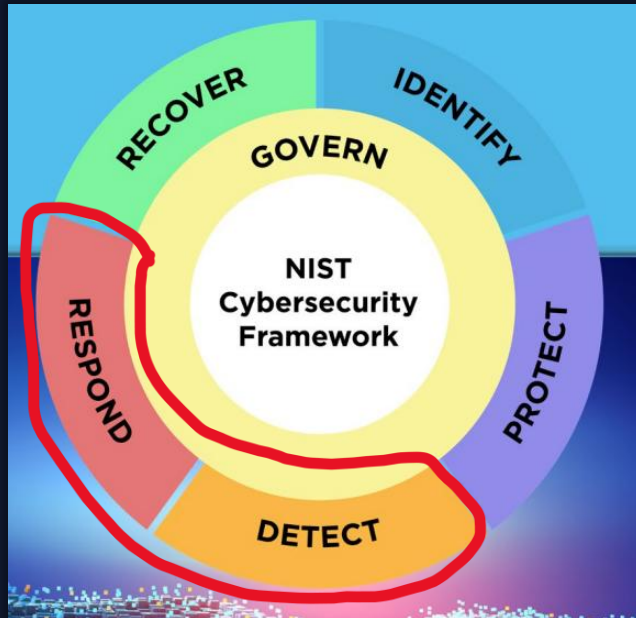 RECOVER
IDENTIFY
GOVERN
NIST
Cybersecurity
Framework
RESPOND
PROTECT
DETECT